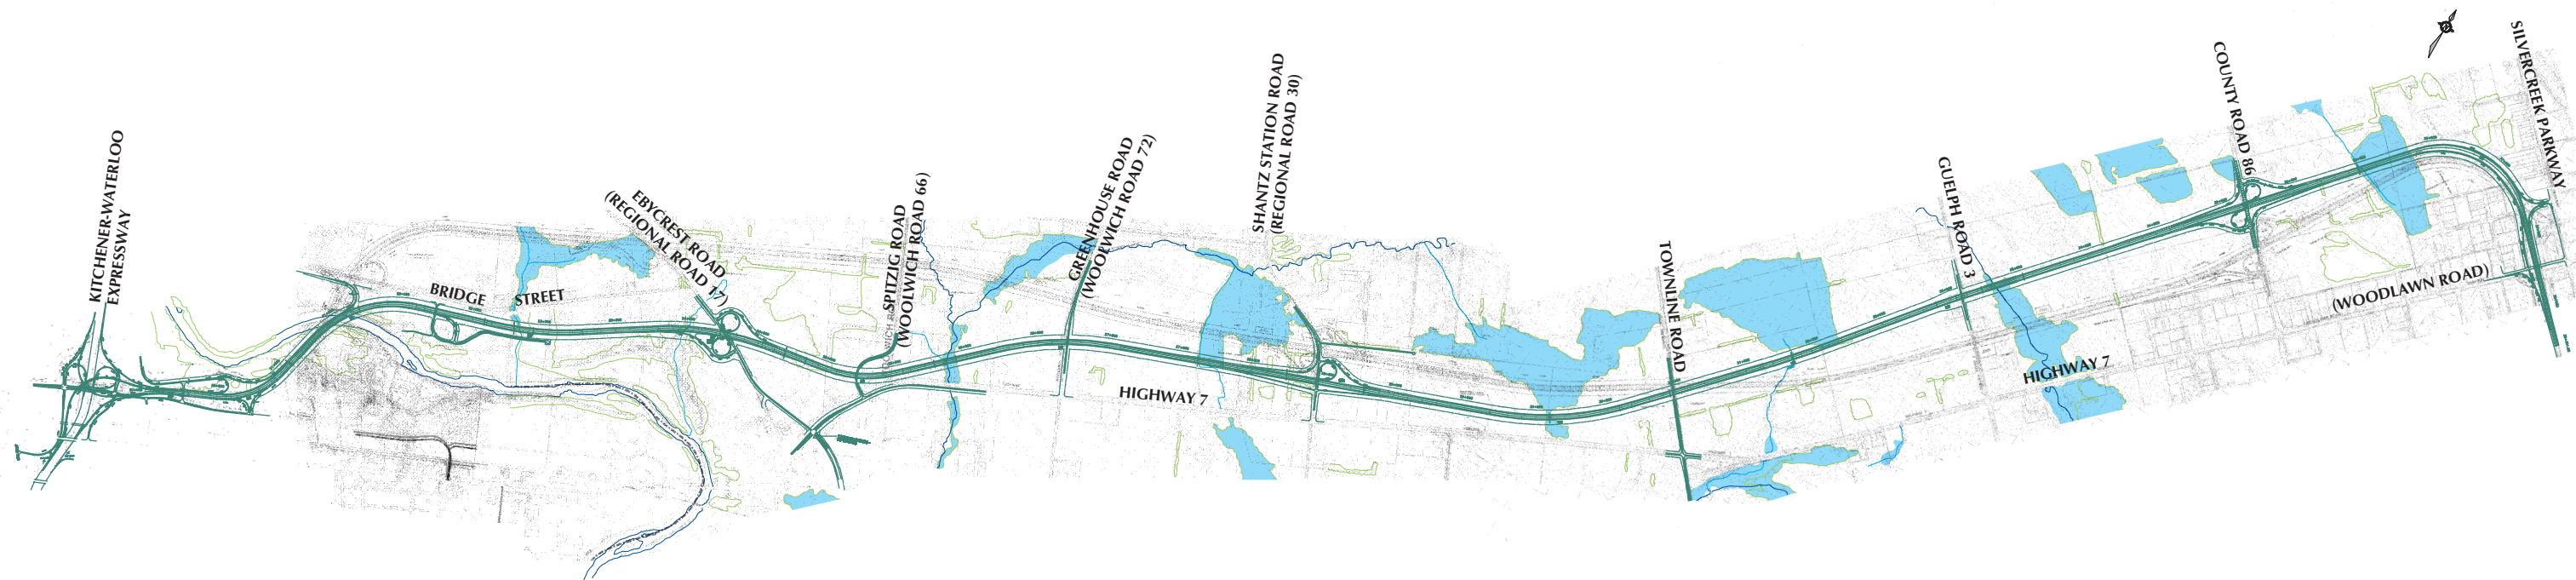 KITCHENER-WATERLOO
EXPRESSWAY
BRIDGE STREET
EBYCREST ROAD
(REGIONAL ROAD 17)
SPITZIG ROAD
(WOOLWICH ROAD 66)
GREENHOUSE ROAD
(WOOLWICH ROAD 72)
SHANTZ STATION ROAD
(REGIONAL ROAD 30)
HIGHWAY 7
TOWNLINE ROAD
GUELPH ROAD 3
HIGHWAY 7
COUNTY ROAD 86
(WOODLAWN ROAD)
SILVERCREEK PARKWAY